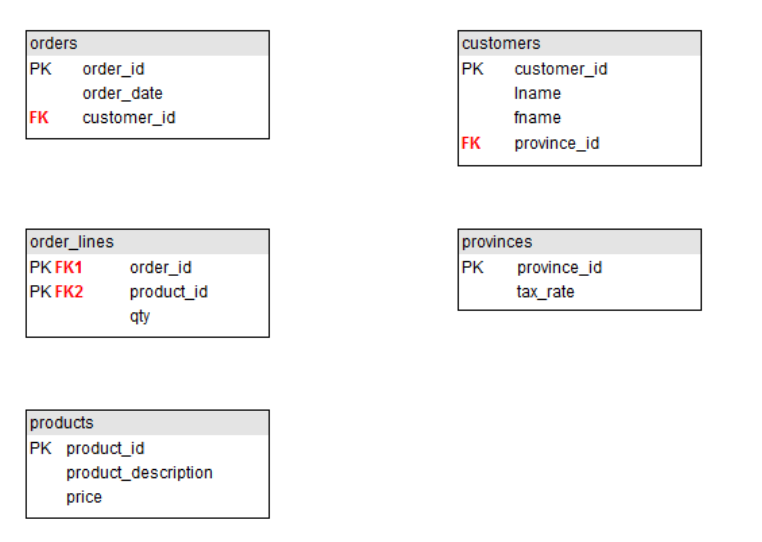 orders
PK order_id
order_date
FK customer_id
customers
PK customer_id
lname
fname
FK province_id
order_lines
PK FK1 order_id
PK FK2 product_id
qty
provinces
PK province_id
tax_rate
products
PK product_id
product_description
price